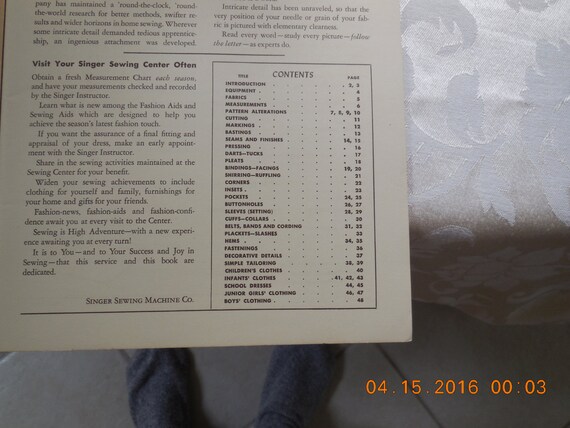 pany has maintained a 'round-the-clock, 'round-
the-world research for better methods, swifter re-
sults and wider horizons in home sewing. Wherever
some intricate detail demanded tedious apprentice-
ship, an ingenious attachment was developed.
Intricate detail has been unraveled, so that the
very position of your needle or grain of your fab-
ric is pictured with elementary clearness.
Read every word—study every picture—follow
the letter—as experts do.
Visit Your Singer Sewing Center Often
Obtain a fresh Measurement Chart each season,
and have your measurements checked and recorded
by the Singer Instructor.
Learn what is new among the Fashion Aids and
Sewing Aids which are designed to help you
achieve the season's latest fashion touch.
If you want the assurance of a final fitting and
appraisal of your dress, make an early appoint-
ment with the Singer Instructor.
Share in the sewing activities maintained at the
Sewing Center for your benefit.
Widen your sewing achievements to include
clothing for yourself and family, furnishings for
your home and gifts for your friends.
Fashion-news, fashion-aids and fashion-confi-
dence await you at every visit to the Center.
Sewing is High Adventure—with a new experi-
ence awaiting you at every turn!
It is to You—and to Your Success and Joy in
Sewing—that this service and this book are
dedicated.
SINGER SEWING MACHINE CO.
CONTENTS
TITLE PAGE
INTRODUCTION 2, 3
EQUIPMENT 4
FABRICS 5
MEASUREMENTS 6
PATTERN ALTERATIONS 7, 8, 9, 10
CUTTING 11
MARKINGS 12
BASTINGS 13
SEAMS AND FINISHES 14, 15
PRESSING 16
DARTS—TUCKS 17
PLEATS 18
BINDINGS—FACINGS 19, 20
SHIRRING—RUFFLING 21
CORNERS 22
INSETS 23
POCKETS 24, 25
BUTTONHOLES 26, 27
SLEEVES (SETTING) 28, 29
CUFFS—COLLARS 30
BELTS, BANDS AND CORDING 31, 32
PLACKETS—SLASHES 33
HEMS 34, 35
FASTENINGS 36
DECORATIVE DETAILS 37
SIMPLE TAILORING 38, 39
CHILDREN'S CLOTHES 40
INFANTS' CLOTHES 41, 42, 43
SCHOOL DRESSES 44, 45
JUNIOR GIRLS' CLOTHING 46, 47
BOYS' CLOTHING 48
04.15.2016 00:03